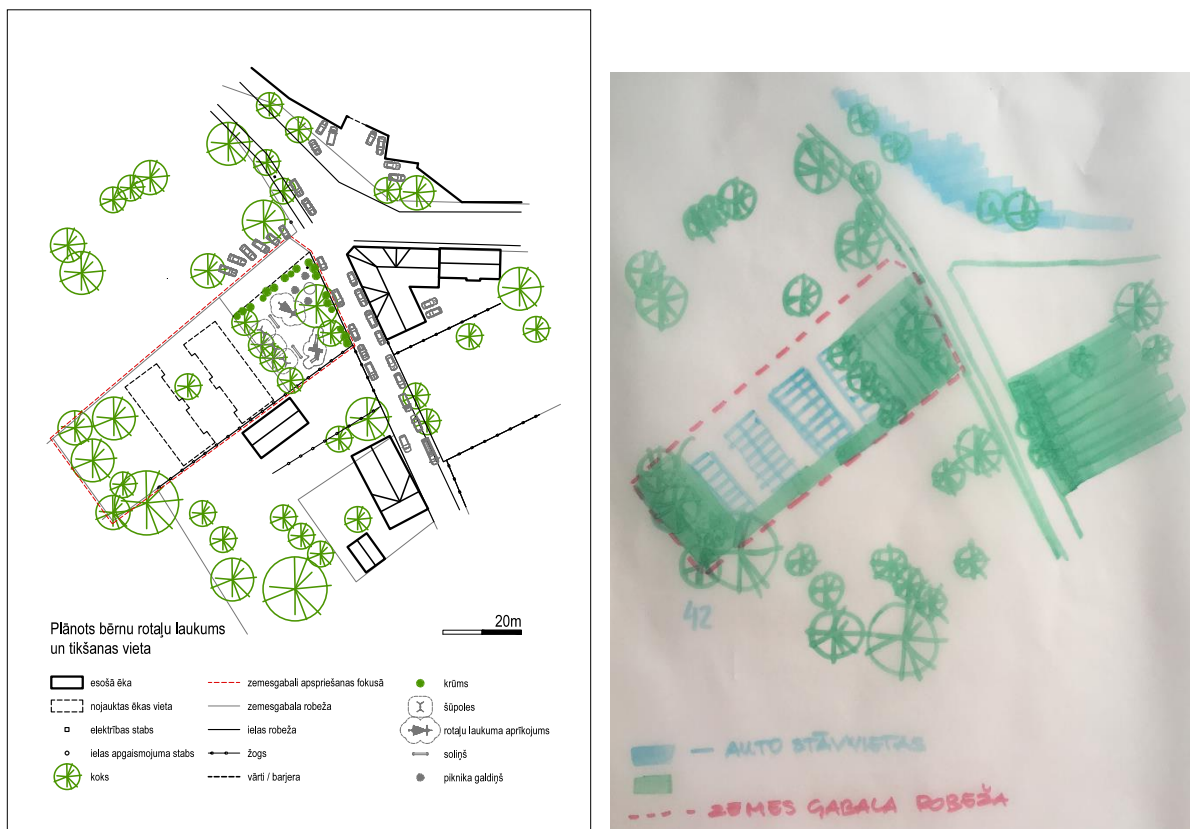 20m
Plānots bērnu rotaļu laukums
un tikšanas vieta
esošā ēka
nojauktas ēkas vieta
elektrības stabs
ielas apgaismojuma stabs
koks
zemesgabali apspriešanas fokusā
zemesgabala robeža
ielas robeža
žogs
vārti / barjera
krūms
šūpoles
rotaļu laukuma aprīkojums
soliņš
piknika galdiņš
42
— AUTO STĀVVIETAS
- ZEMES GABALA ROBEŽA